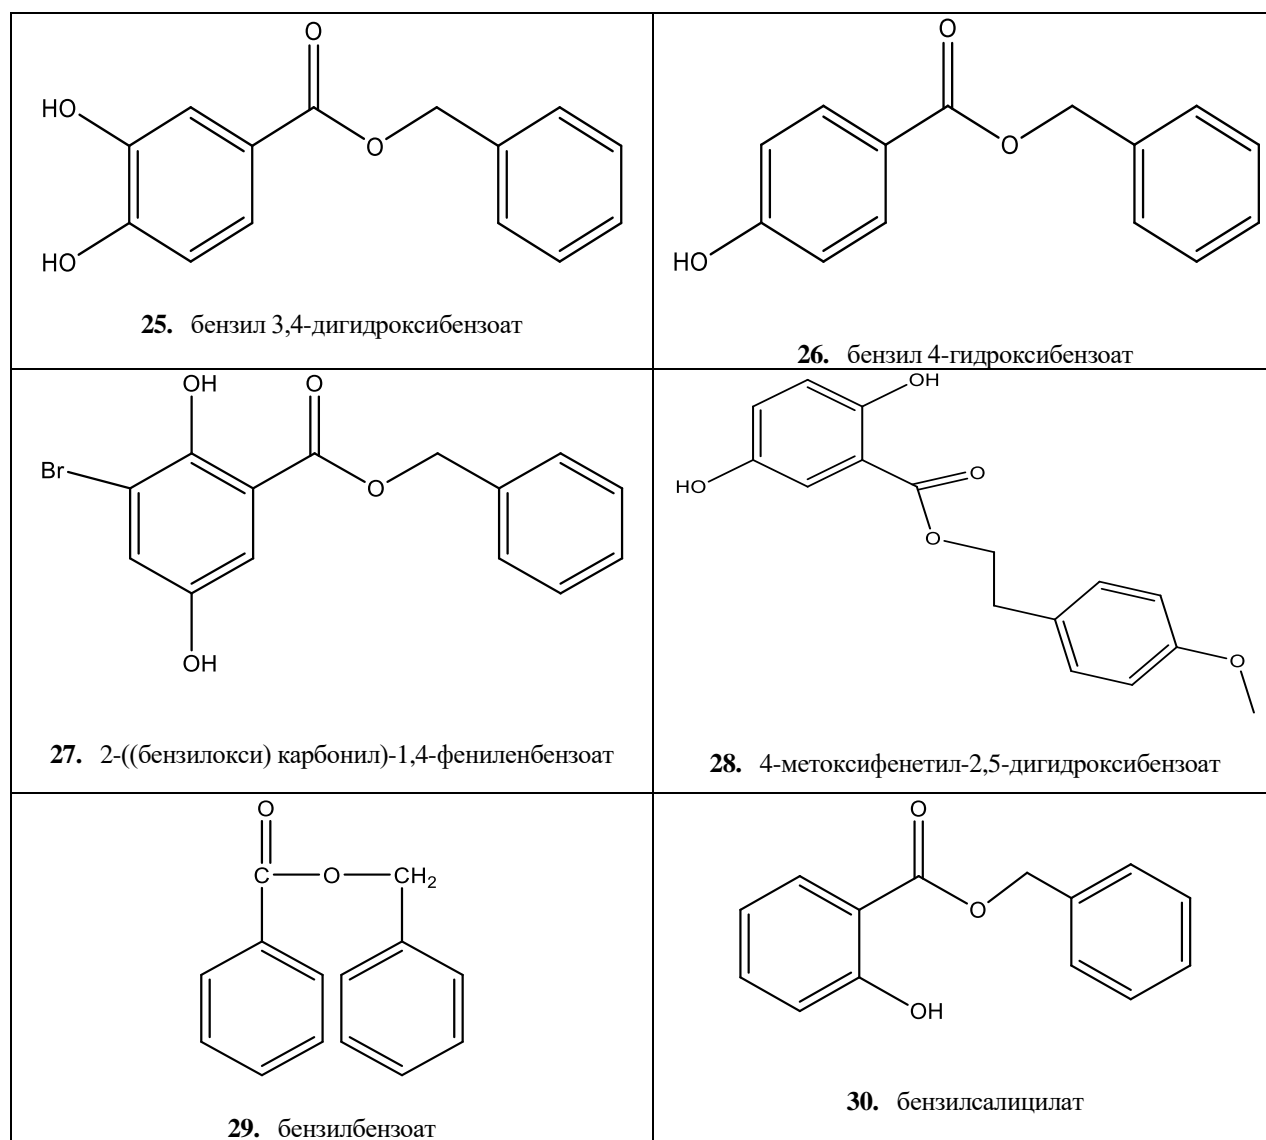 O
HO
O
HO
25. бензил 3,4-дигидроксибензоат
O
O
HO
26. бензил 4-гидроксибензоат
OH
O
Br
O
OH
27. 2-((бензилокси) карбонил)-1,4-фениленбензоат
OH
O
HO
O
O
28. 4-метоксифенетил-2,5-дигидроксибензоат
O
C O CH2
29. бензилбензоат
O
O
OH
30. бензилсалицилат